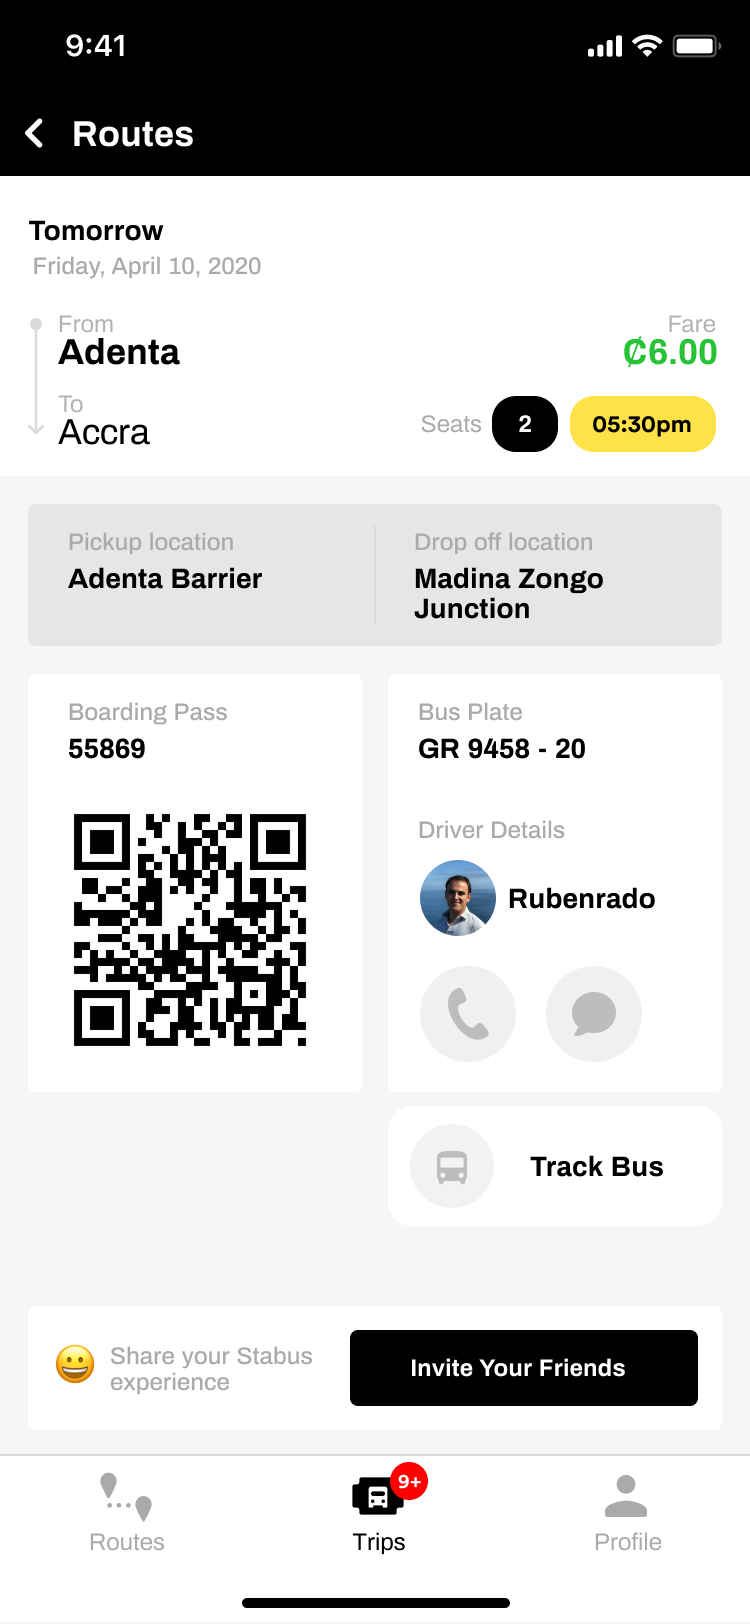 9:41
Routes
Tomorrow
Friday, April 10, 2020
From
Adenta
Fare
₵6.00
To
Accra
Seats
2
05:30pm
Pickup location
Adenta Barrier
Drop off location
Madina Zongo
Junction
Boarding Pass
55869
Bus Plate
GR 9458 - 20
Driver Details
Rubenrado
Track Bus
Share your Stabus
experience
Invite Your Friends
Routes
9+
Trips
Profile